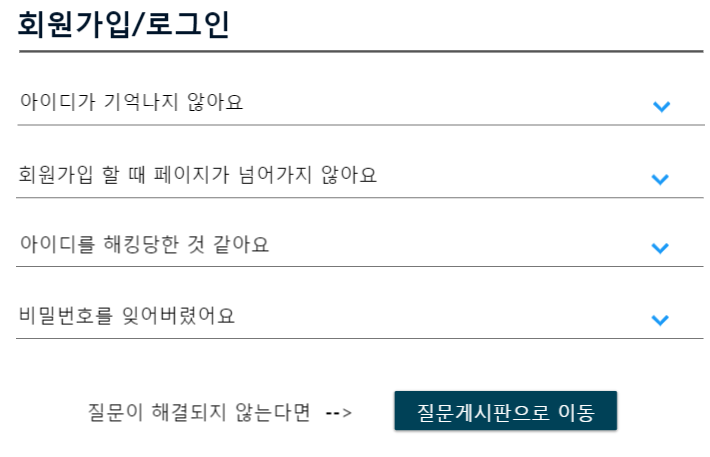 회원가입/로그인
아이디가 기억나지 않아요
회원가입 할 때 페이지가 넘어가지 않아요
아이디를 해킹당한 것 같아요
비밀번호를 잊어버렸어요
질문이 해결되지 않는다면 --> 질문게시판으로 이동